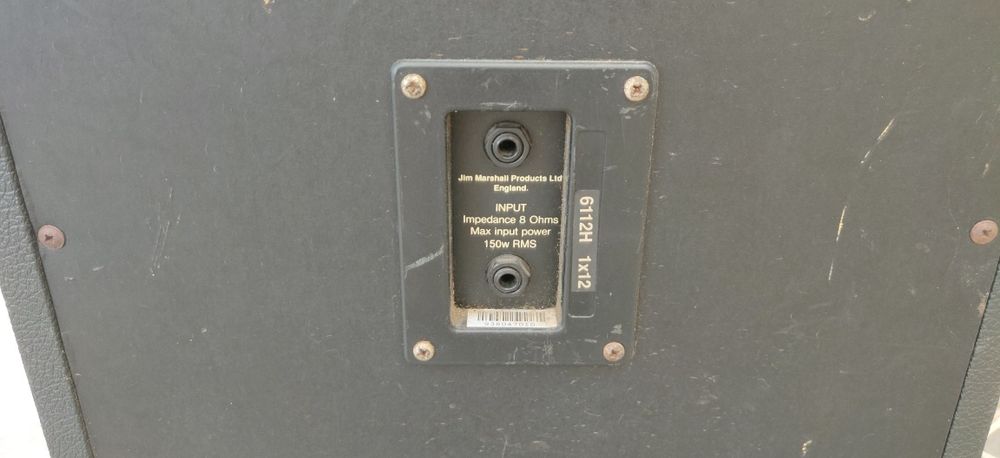 Jim Marshall Products Ltd
England.
INPUT
Impedance 8 Ohms
Max input power
150w RMS
6112H 1x12